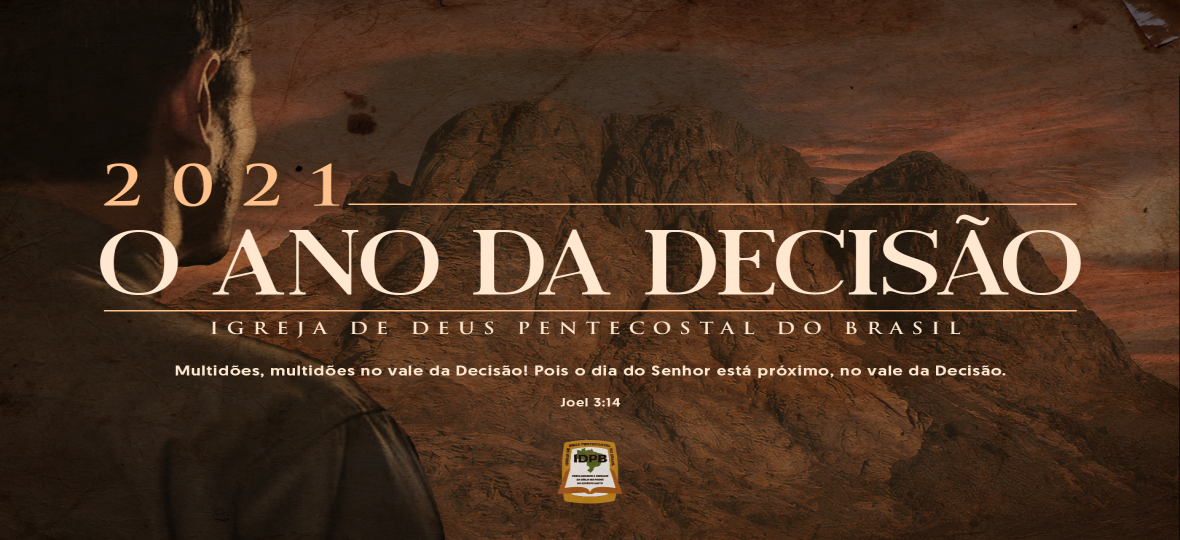 2021
O ANO DA DECISÃO
IGREJA DE DEUS PENTECOSTAL DO BRASIL
Multidões, multidões no vale da Decisão! Pois o dia do Senhor está próximo, no vale da Decisão.
Joel 3:14
IDPB